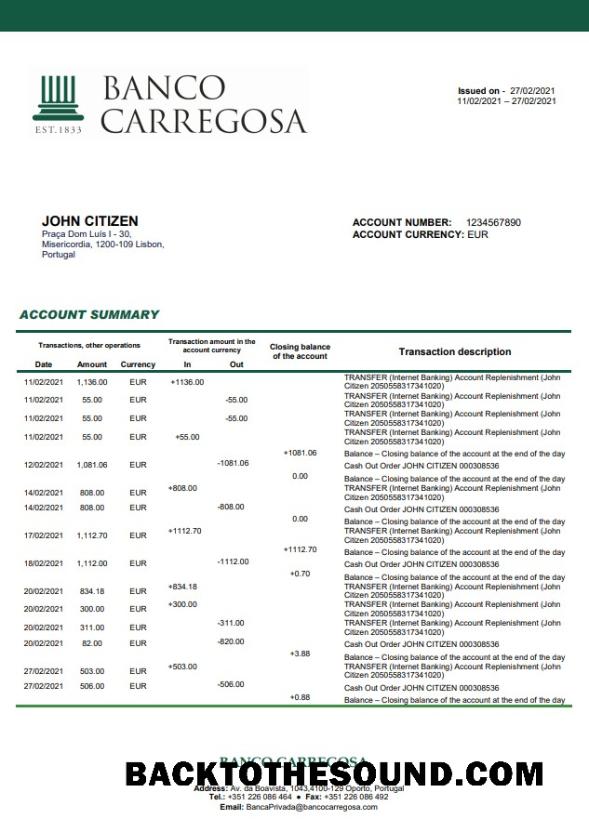 BANCO
CARREGOSA
EST.1833
Issued on - 27/02/2021
11/02/2021 – 27/02/2021
JOHN CITIZEN
Praça Dom Luís I - 30,
Misericordia, 1200-109 Lisbon,
Portugal
ACCOUNT NUMBER: 1234567890
ACCOUNT CURRENCY: EUR
ACCOUNT SUMMARY
Transactions, other operations
Transaction amount in the
account currency
Closing balance
of the account
Transaction description
Date Amount Currency In Out
11/02/2021 1,136.00 EUR +1136.00 TRANSFER (Internet Banking) Account Replenishment (John
Citizen 2050558317341020)
11/02/2021 55.00 EUR -55.00 TRANSFER (Internet Banking) Account Replenishment (John
Citizen 2050558317341020)
11/02/2021 55.00 EUR -55.00 TRANSFER (Internet Banking) Account Replenishment (John
Citizen 2050558317341020)
11/02/2021 55.00 EUR +55.00 TRANSFER (Internet Banking) Account Replenishment (John
Citizen 2050558317341020)
+1081.06 Balance – Closing balance of the account at the end of the day
12/02/2021 1,081.06 EUR -1081.06 Cash Out Order JOHN CITIZEN 000308536
0.00 Balance – Closing balance of the account at the end of the day
14/02/2021 808.00 EUR +808.00 TRANSFER (Internet Banking) Account Replenishment (John
Citizen 2050558317341020)
14/02/2021 808.00 EUR -808.00 Cash Out Order JOHN CITIZEN 000308536
0.00 Balance – Closing balance of the account at the end of the day
17/02/2021 1,112.70 EUR +1112.70 TRANSFER (Internet Banking) Account Replenishment (John
Citizen 2050558317341020)
+1112.70 Balance – Closing balance of the account at the end of the day
18/02/2021 1,112.00 EUR -1112.00 Cash Out Order JOHN CITIZEN 000308536
+0.70 Balance – Closing balance of the account at the end of the day
20/02/2021 834.18 EUR +834.18 TRANSFER (Internet Banking) Account Replenishment (John
Citizen 2050558317341020)
20/02/2021 300.00 EUR +300.00 TRANSFER (Internet Banking) Account Replenishment (John
Citizen 2050558317341020)
20/02/2021 311.00 EUR -311.00 TRANSFER (Internet Banking) Account Replenishment (John
Citizen 2050558317341020)
20/02/2021 82.00 EUR -820.00 Cash Out Order JOHN CITIZEN 000308536
+3.88 Balance – Closing balance of the account at the end of the day
27/02/2021 503.00 EUR +503.00 TRANSFER (Internet Banking) Account Replenishment (John
Citizen 2050558317341020)
27/02/2021 506.00 EUR -506.00 Cash Out Order JOHN CITIZEN 000308536
+0.88 Balance – Closing balance of the account at the end of the day
BANCO CARREGOSA
BACKTOTHESOUND.COM
Address: Av. da Boavista, 1043,4100-129 Oporto, Portugal
Tel.: +351 226 086 464 ● Fax: +351 226 086 492
Email: BancaPrivada@bancocarregosa.com